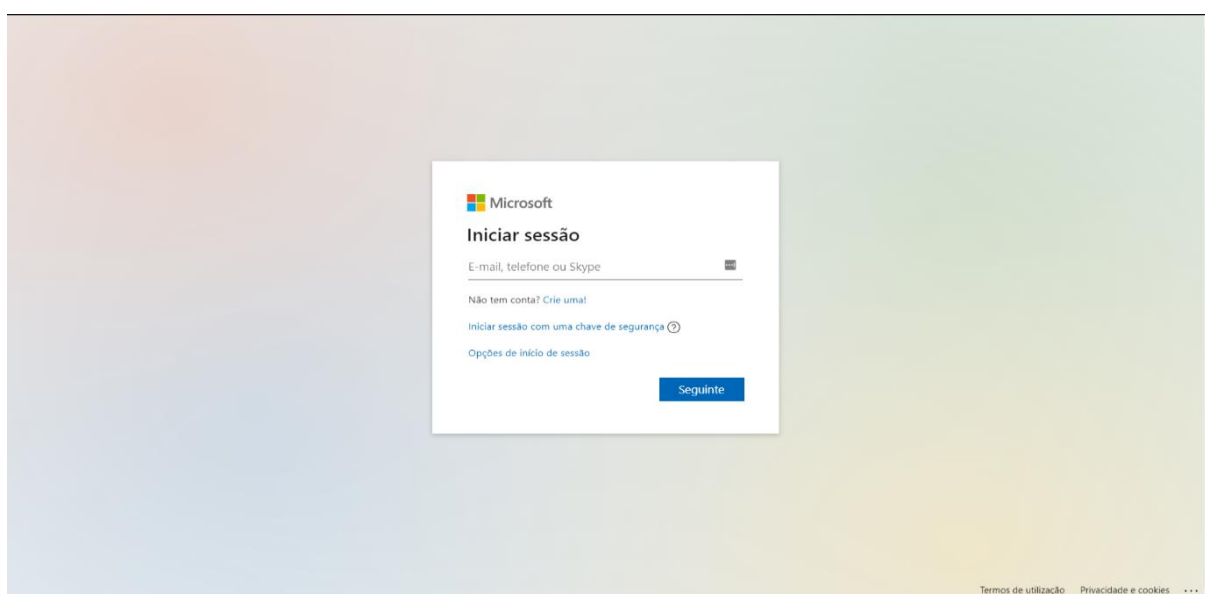 Microsoft
Iniciar sessão
E-mail, telefone ou Skype
Não tem conta? Crie uma!
Iniciar sessão com uma chave de segurança
Opções de início de sessão
Seguinte
Termos de utilização Privacidade e cookies ...